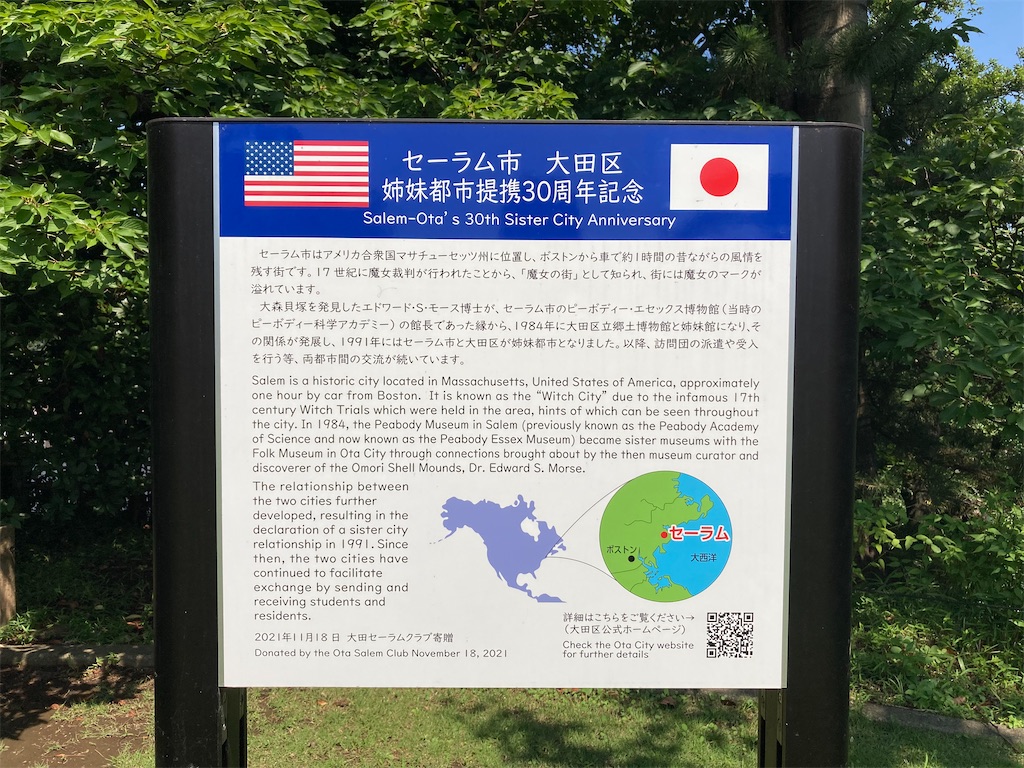 セーラム市　大田区
姉妹都市提携30周年記念
Salem-Ota's 30th Sister City Anniversary
セーラム市はアメリカ合衆国マサチューセッツ州に位置し、ボストンから車で約1時間の昔ながらの風情を
残す街です。17世紀に魔女裁判が行われたことから、「魔女の街」として知られ、街には魔女のマークが
溢れています。
大森貝塚を発見したエドワード・S・モース博士が、セーラム市のピーボディー・エセックス博物館（当時の
ピーボディー科学アカデミー）の館長であった縁から、1984年に大田区立郷土博物館と姉妹館になり、そ
の関係が発展し、1991年にはセーラム市と大田区が姉妹都市となりました。以降、訪問団の派遣や受入
を行う等、両都市間の交流が続いています。
Salem is a historic city located in Massachusetts, United States of America, approximately
one hour by car from Boston. It is known as the “Witch City” due to the infamous 17th
century Witch Trials which were held in the area, hints of which can be seen throughout
the city. In 1984, the Peabody Museum in Salem (previously known as the Peabody Academy
of Science and now known as the Peabody Essex Museum) became sister museums with the
Folk Museum in Ota City through connections brought about by the then museum curator and
discoverer of the Omori Shell Mounds, Dr. Edward S. Morse.
The relationship between
the two cities further
developed, resulting in the
declaration of a sister city
relationship in 1991. Since
then, the two cities have
continued to facilitate
exchange by sending and
receiving students and
residents.
セーラム
ボストン
大西洋
2021年11月18日 大田セーラムクラブ寄贈
Donated by the Ota Salem Club November 18, 2021
詳細はこちらをご覧ください→
（大田区公式ホームページ）
Check the Ota City website
for further details